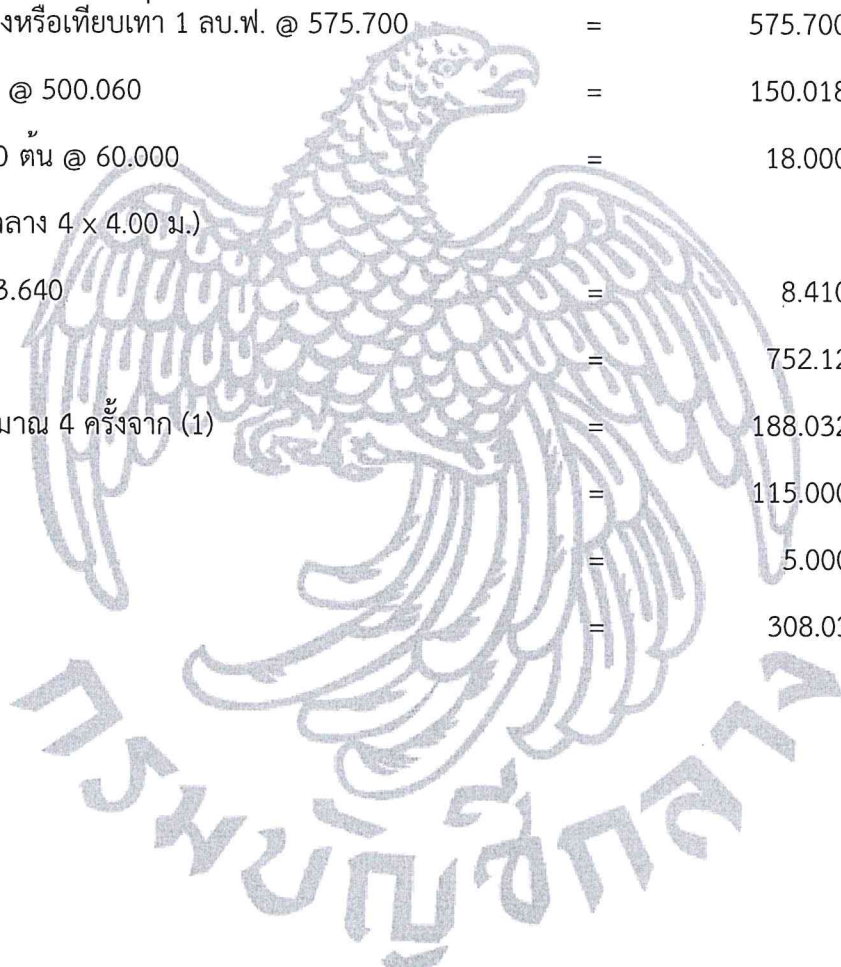 งหรือเทียบเทา 1 ลบ.ฟ. @ 575.700 = 575.700
@ 500.060 = 150.018
0 ต้น @ 60.000 = 18.000
ลาง 4 x 4.00 ม.)
3.640 = 8.410
= 752.12
มาณ 4 ครั้งจาก (1) = 188.032
= 115.000
= 5.000
= 308.03
กรมบัญชีกลาง